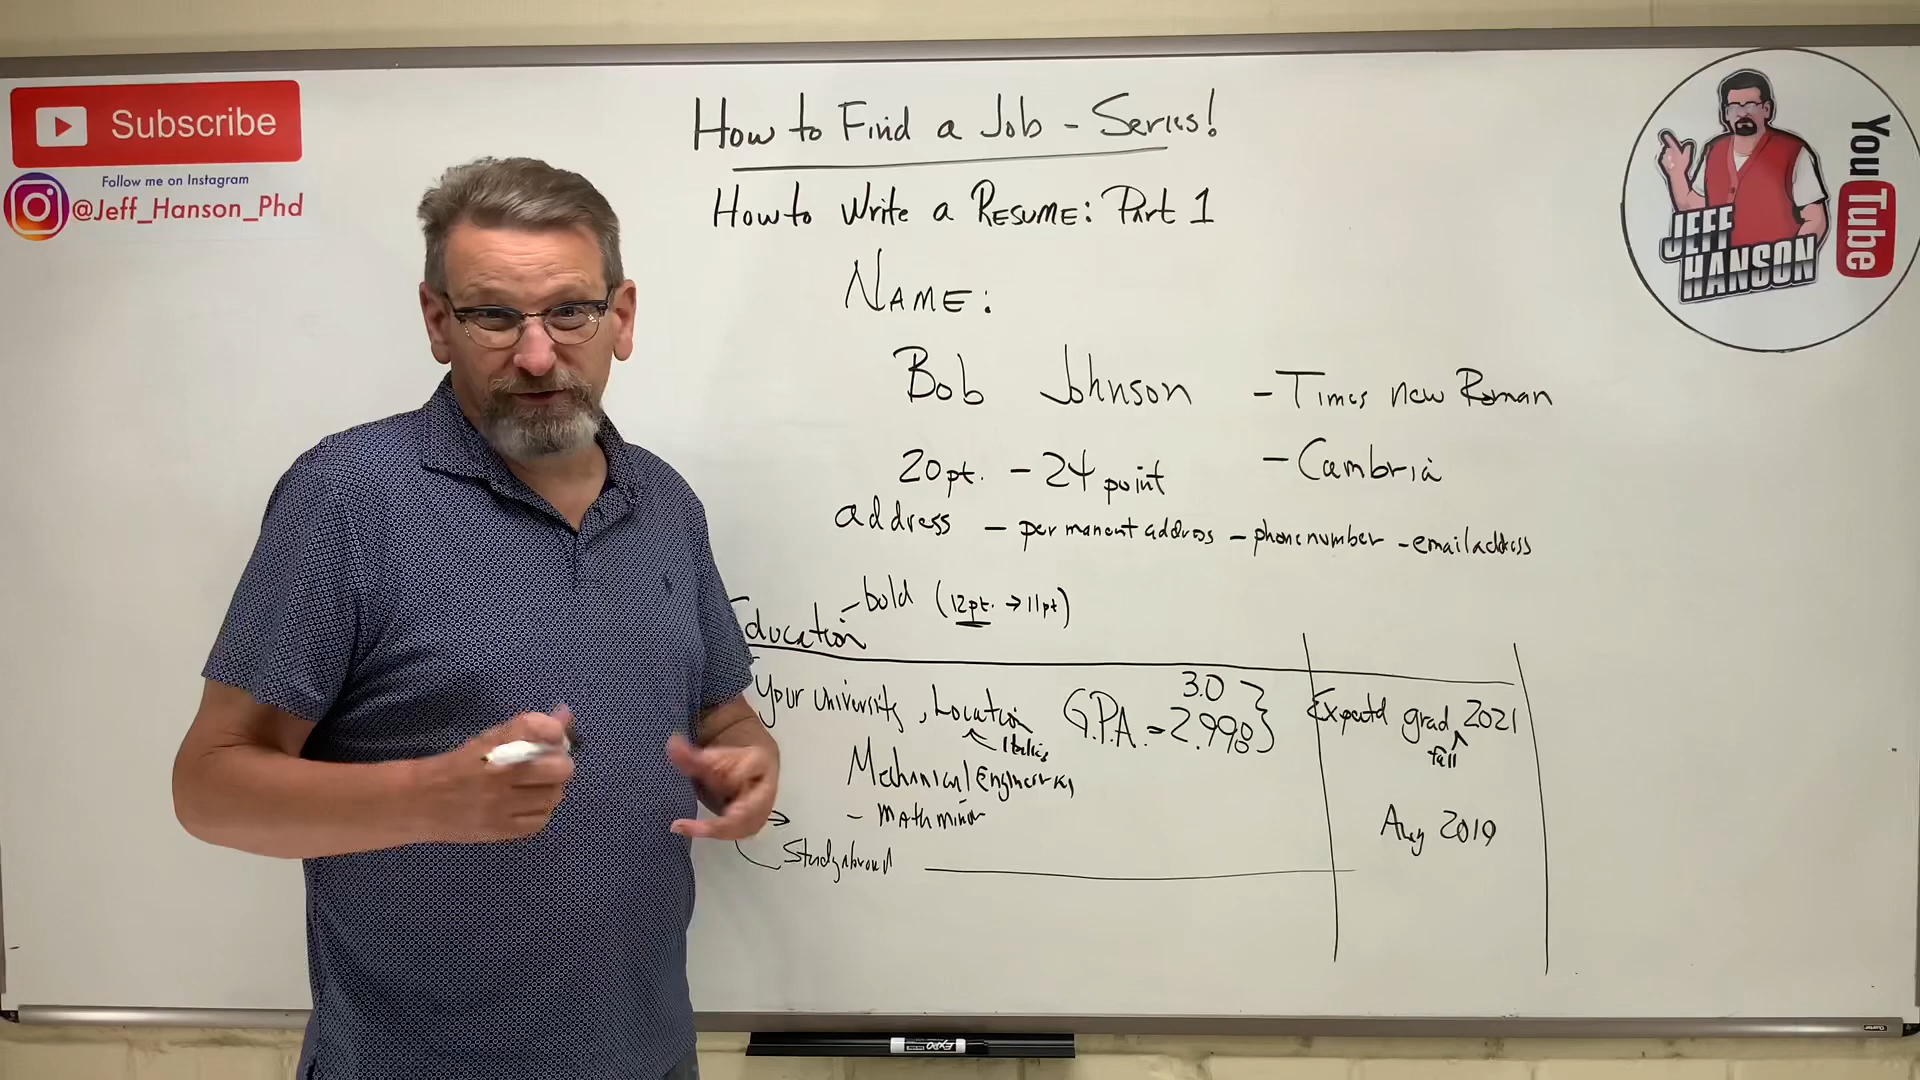 Subscribe
Follow me on Instagram
@Jeff_Hanson_Phd
How to Find a Job - Series!
How to Write a RESUME: Part 1
NAME:
Bob Johnson - Times new Roman
20pt. - 24 point - Cambria
address - permanent address - phone number - email address
Education - bold (12pt. → 11pt)
Your University, Location G.P.A. = 2.998 3.0 Expected grad 2021
Italics
fall
Mechanical Engineering
- Math minor
Aug 2019
Study abroad
JEFF HANSON
YouTube
EXPO